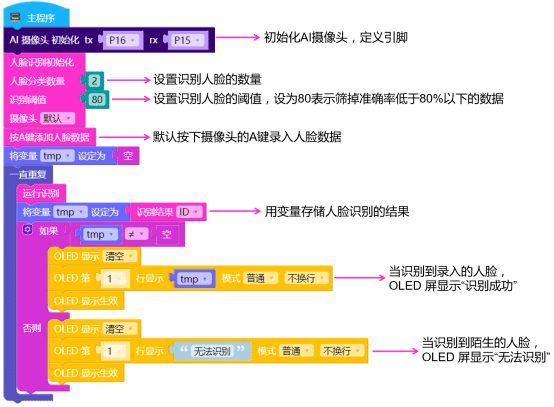 主程序
AI 摄像头 初始化 tx P16 rx P15
初始化AI摄像头，定义引脚
人脸识别初始化
人脸分类数量 2
设置识别人脸的数量
识别阈值 80
设置识别人脸的阈值，设为80表示筛掉准确率低于80%以下的数据
摄像头 默认
按A键添加人脸数据
默认按下摄像头的A键录入人脸数据
将变量 tmp 设定为 空
一直重复
运行识别
将变量 tmp 设定为 识别结果 ID
用变量存储人脸识别的结果
如果 tmp ≠ 空
OLED 显示 清空
OLED 第 1 行显示 tmp 模式 普通 不换行
OLED 显示生效
当识别到录入的人脸，
OLED 屏显示“识别成功”
否则
OLED 显示 清空
OLED 第 1 行显示 “ 无法识别 ” 模式 普通 不换行
OLED 显示生效
当识别到陌生的人脸，
OLED 屏显示“无法识别”